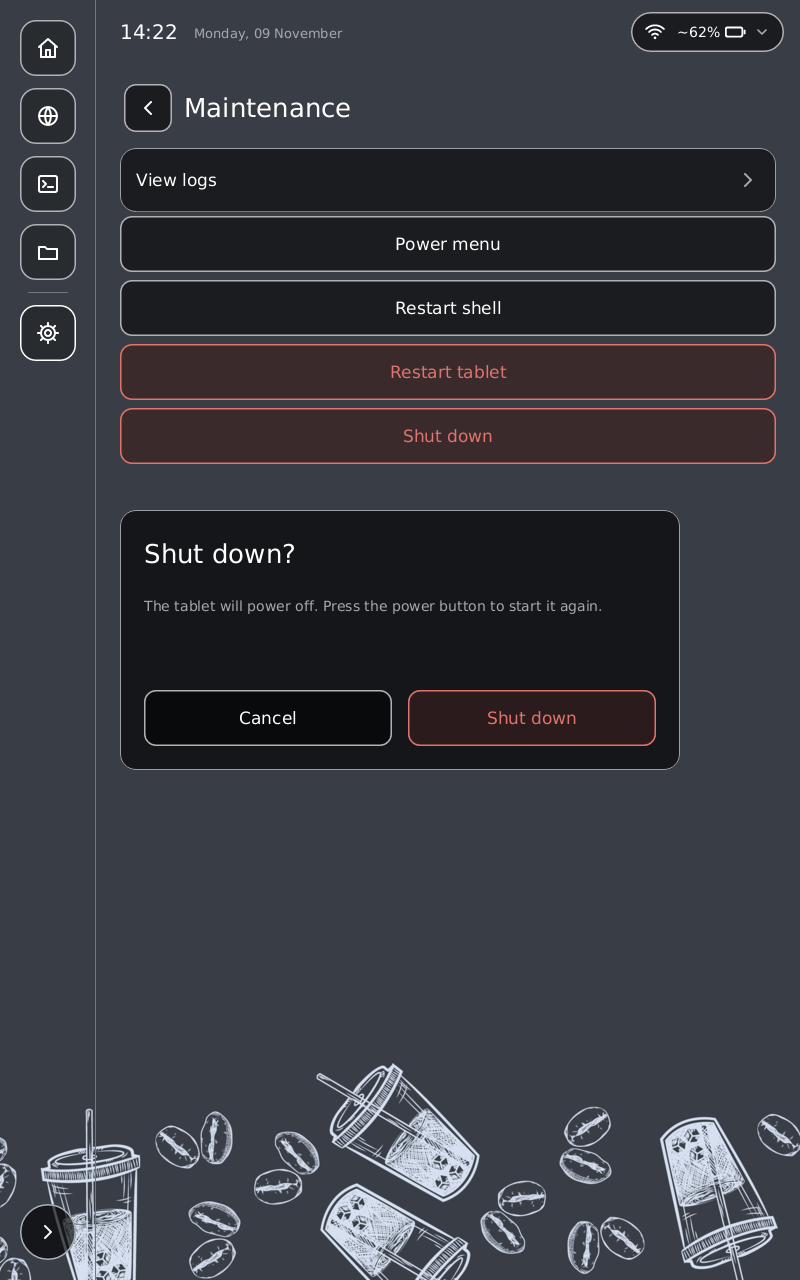 14:22 Monday, 09 November ~62%
Maintenance
View logs
Power menu
Restart shell
Restart tablet
Shut down
Shut down?
The tablet will power off. Press the power button to start it again.
Cancel Shut down